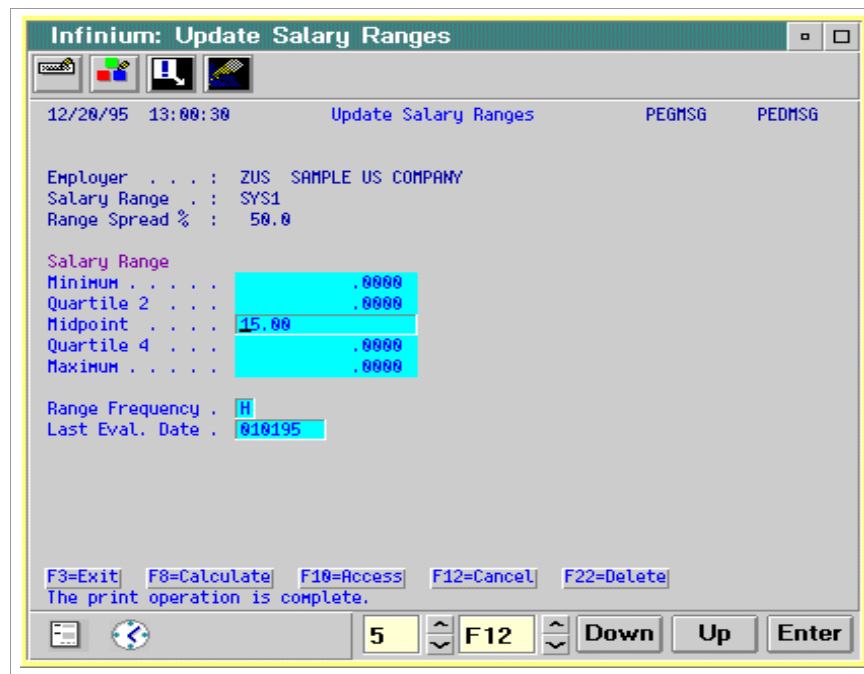 Infinium: Update Salary Ranges
12/20/95 13:00:30 Update Salary Ranges PEGMSG PEDMSG
Employer . . . : ZUS SAMPLE US COMPANY
Salary Range . : SYS1
Range Spread % : 50.0
Salary Range
Minimum . . . . . .0000
Quartile 2 . . . .0000
Midpoint . . . . 15.00
Quartile 4 . . . .0000
Maximum . . . . . .0000
Range Frequency . H
Last Eval. Date . 010195
F3=Exit F8=Calculate F10=Access F12=Cancel F22=Delete
The print operation is complete.
5 F12 Down Up Enter